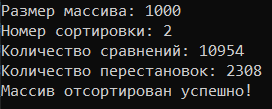 Размер массива: 1000
Номер сортировки: 2
Количество сравнений: 10954
Количество перестановок: 2308
Массив отсортирован успешно!